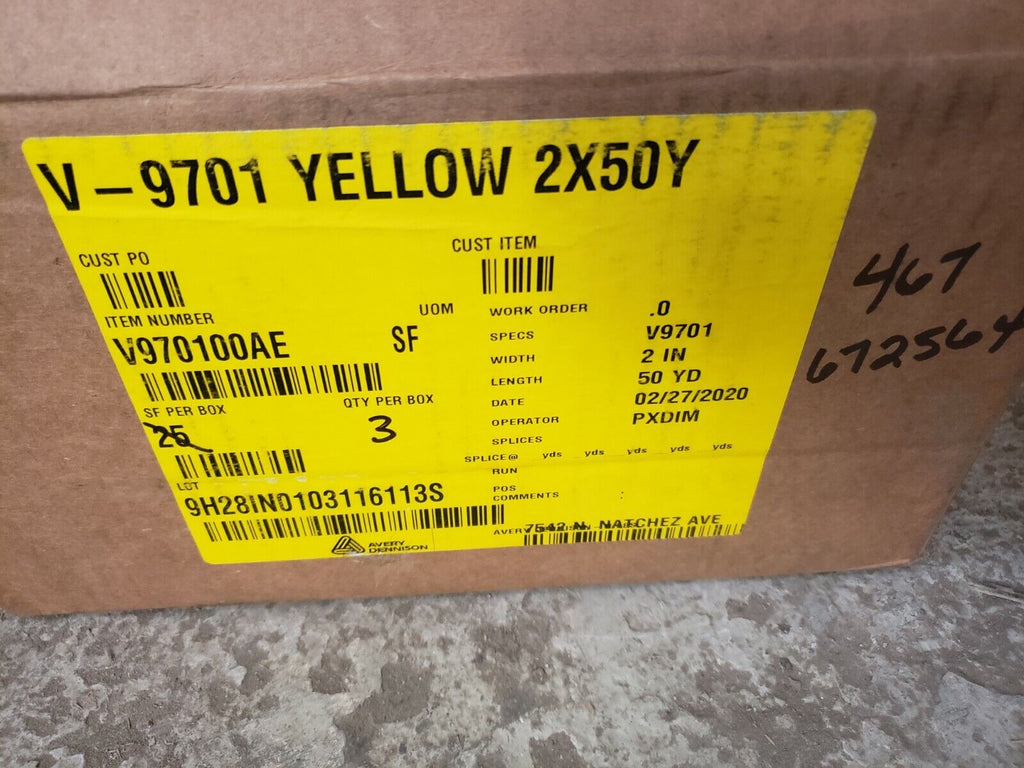 V-9701 YELLOW 2X50Y
CUST PO
CUST ITEM
ITEM NUMBER
UOM
V970100AE
SF
SF PER BOX
QTY PER BOX
25
3
LOT
9H28IN0103116113S
WORK ORDER .0
SPECS V9701
WIDTH 2 IN
LENGTH 50 YD
DATE 02/27/2020
OPERATOR PXDIM
SPLICES
SPLICE@ yds yds yds yds
RUN
POS
COMMENTS :
7542 N. NATCHEZ AVE
AVERY DENNISON
467
672564